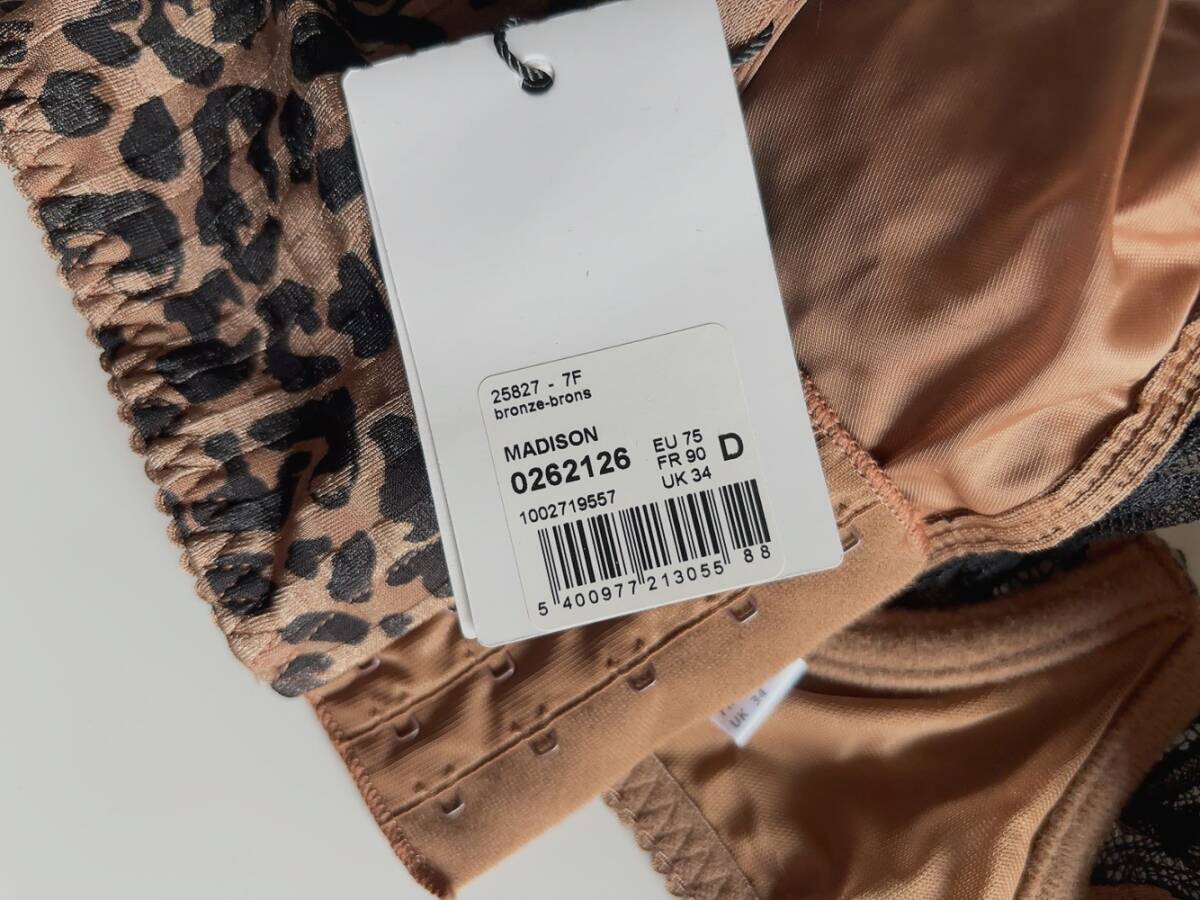 25827 - 7F
bronze-brons
MADISON
0262126
EU 75
FR 90
UK 34
D
1002719557
5 400977 213055 88
UK 34